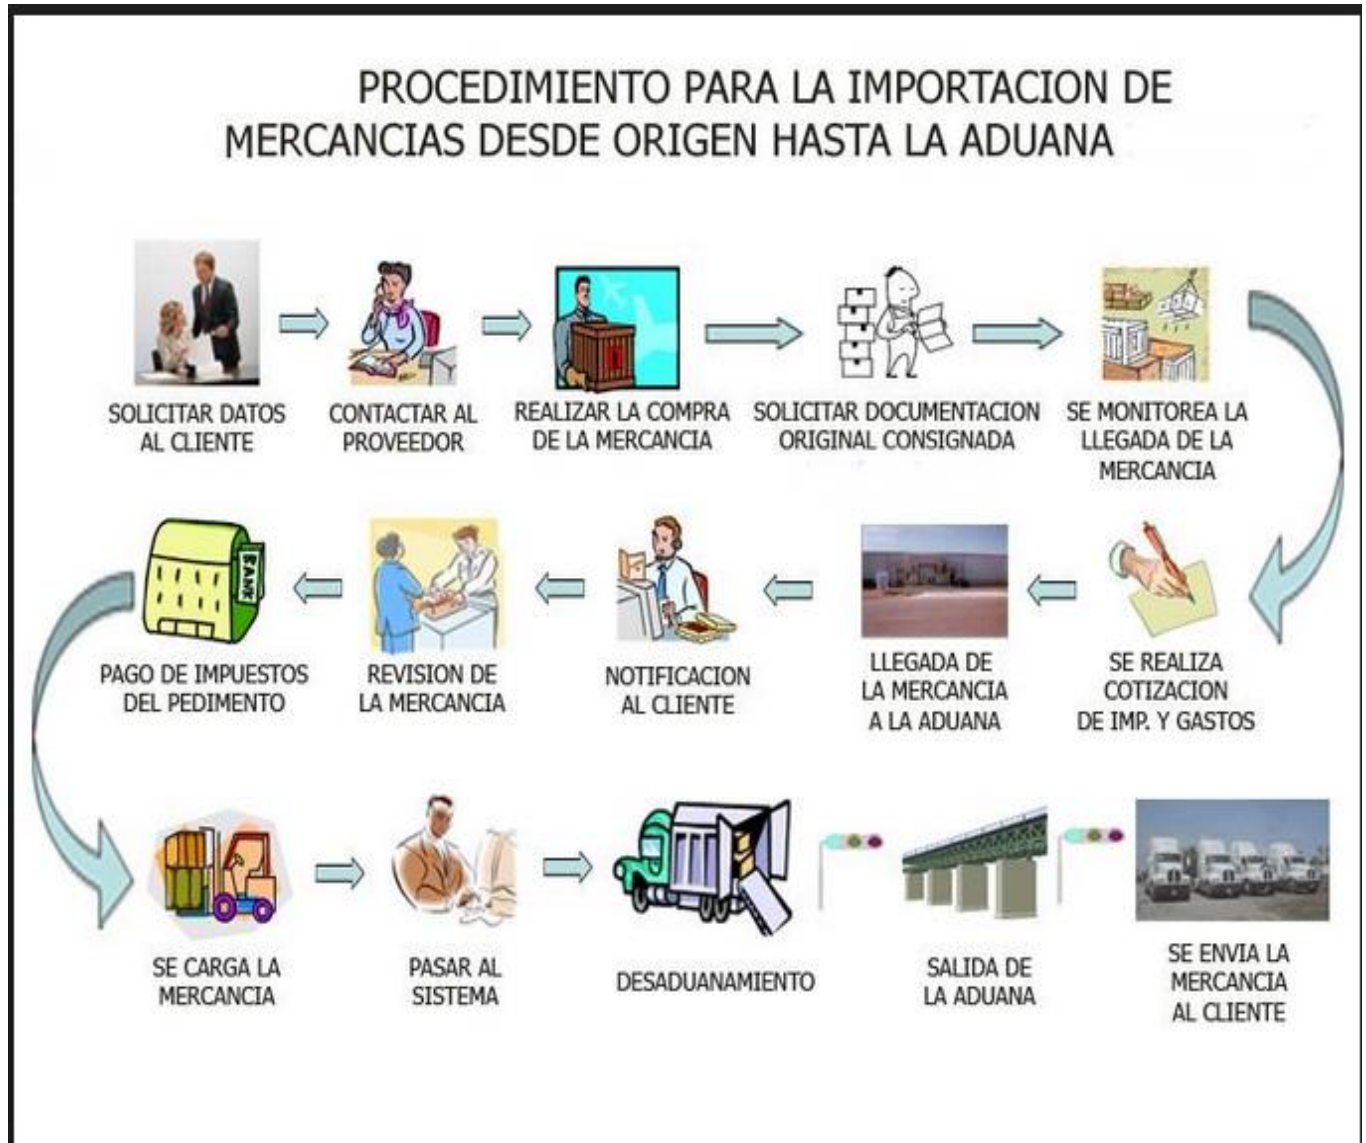 PROCEDIMIENTO PARA LA IMPORTACION DE
MERCANCIAS DESDE ORIGEN HASTA LA ADUANA
SOLICITAR DATOS
AL CLIENTE
CONTACTAR AL
PROVEEDOR
REALIZAR LA COMPRA
DE LA MERCANCIA
SOLICITAR DOCUMENTACION
ORIGINAL CONSIGNADA
SE MONITOREA LA
LLEGADA DE LA
MERCANCIA
SE REALIZA
COTIZACION
DE IMP. Y GASTOS
LLEGADA DE
LA MERCANCIA
A LA ADUANA
NOTIFICACION
AL CLIENTE
REVISION DE
LA MERCANCIA
BANK
PAGO DE IMPUESTOS
DEL PEDIMENTO
SE CARGA LA
MERCANCIA
PASAR AL
SISTEMA
DESADUANAMIENTO
SALIDA DE
LA ADUANA
SE ENVIA LA
MERCANCIA
AL CLIENTE